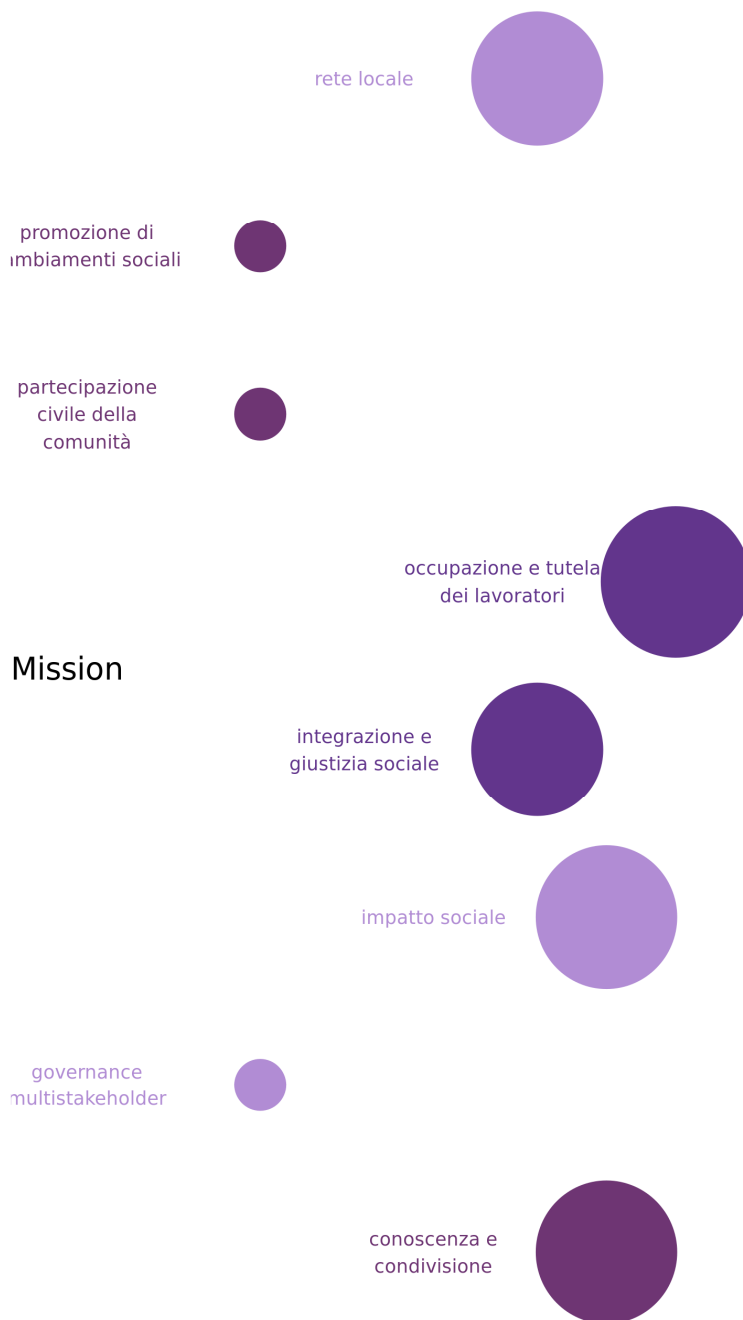 rete locale
promozione di
ambiamenti sociali
partecipazione
civile della
comunità
occupazione e tutela
dei lavoratori
Mission
integrazione e
giustizia sociale
impatto sociale
governance
multistakeholder
conoscenza e
condivisione